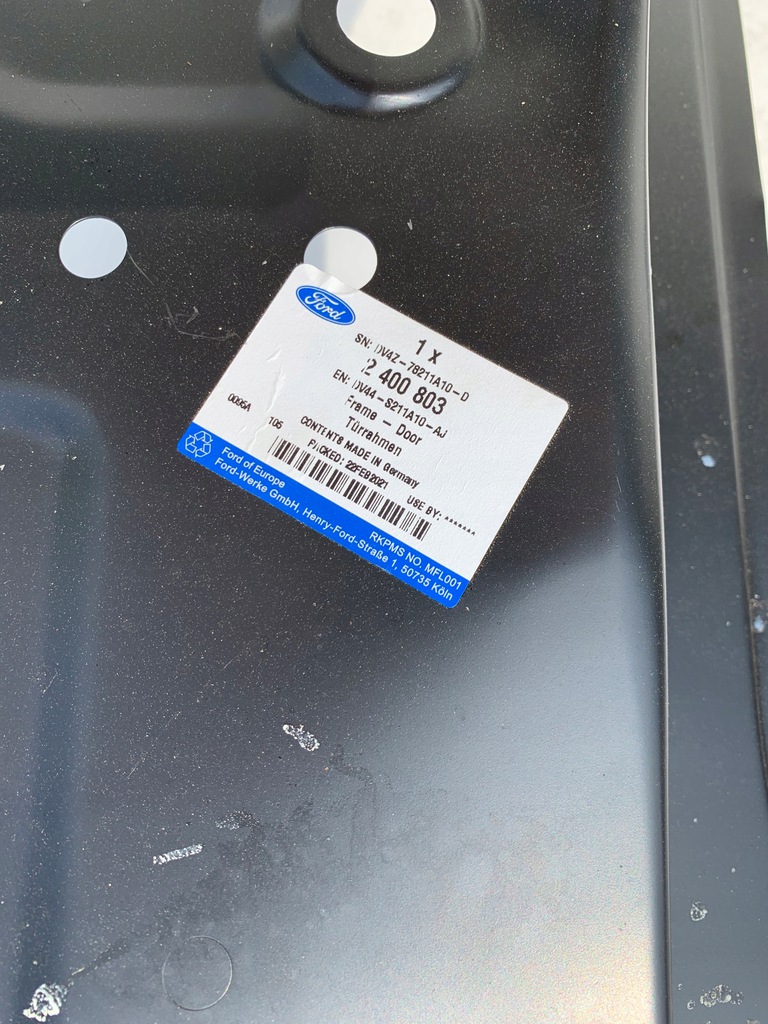 Ford
1 x
SN: DV4Z-78211A10-D
2 400 803
EN: DV44-S211A10-AJ
Frame - Door
Türrahmen
0095A 105 CONTENTS MADE IN Germany
PACKED: 22FEB2021 USE BY: *******
Ford of Europe RKPMS NO. MFL001
Ford-Werke GmbH, Henry-Ford-Straße 1, 50735 Köln